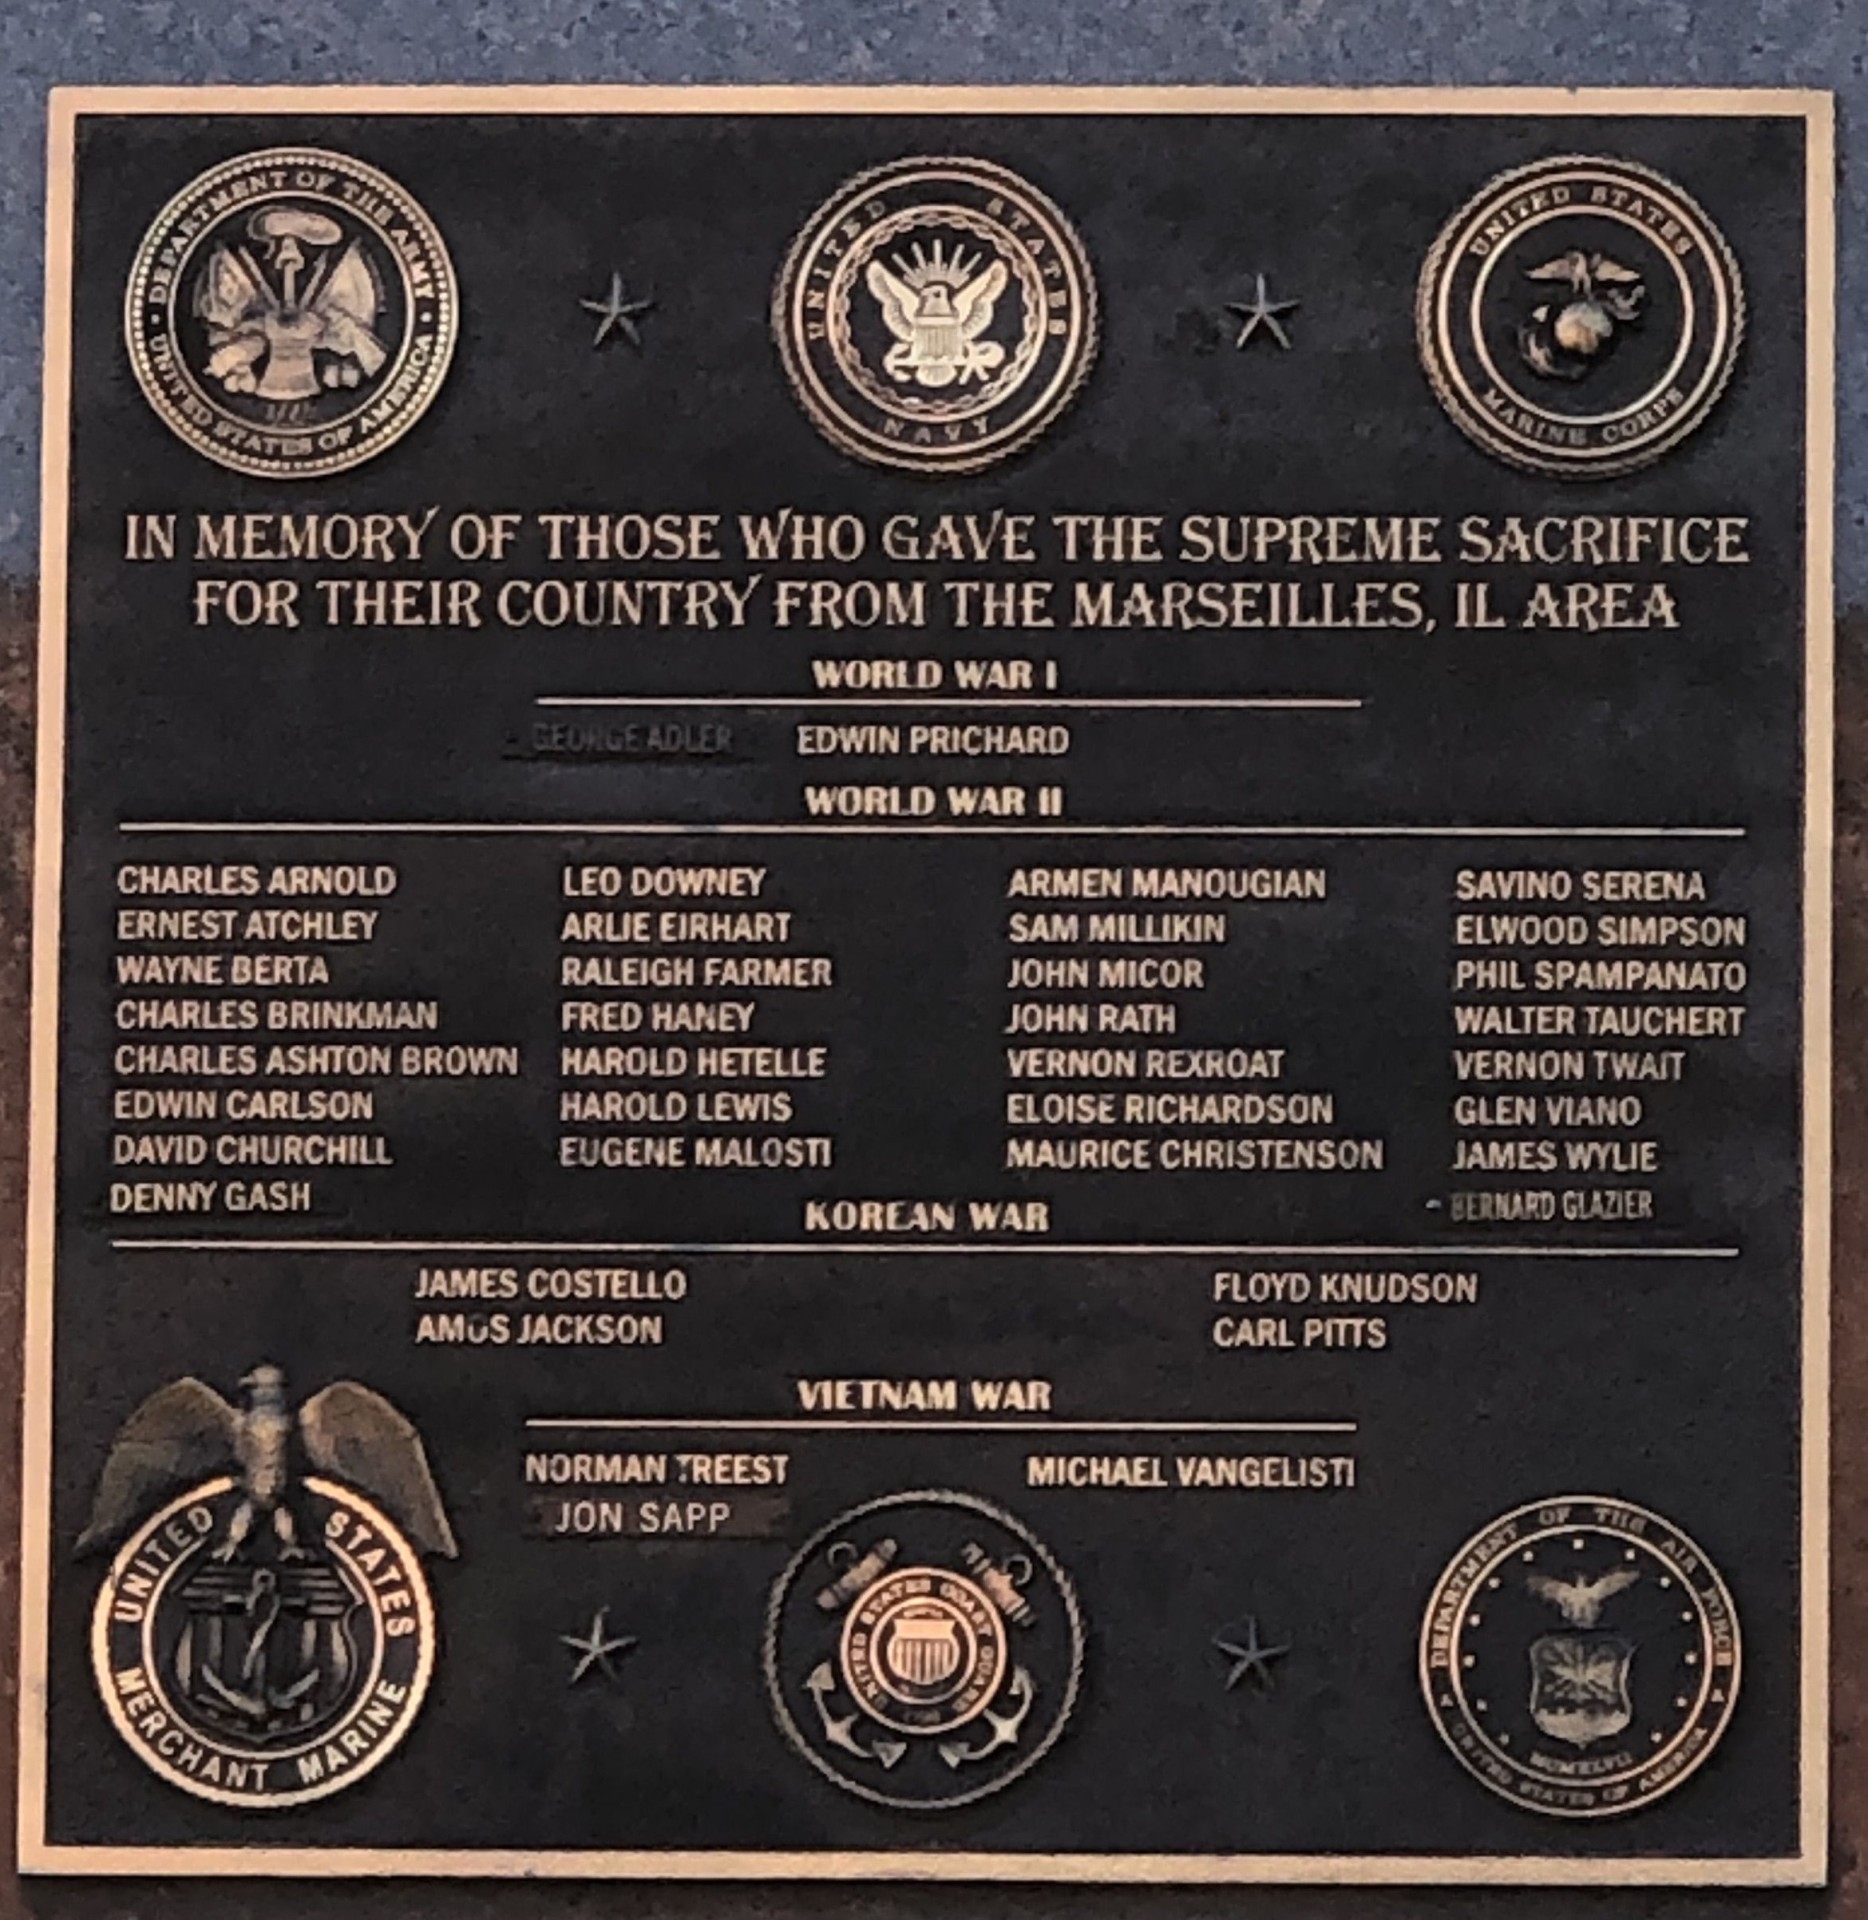 DEPARTMENT OF THE ARMY
UNITED STATES OF AMERICA
UNITED STATES
NAVY
UNITED STATES
MARINE CORPS
IN MEMORY OF THOSE WHO GAVE THE SUPREME SACRIFICE
FOR THEIR COUNTRY FROM THE MARSEILLES, IL AREA
WORLD WAR I
GEORGE ADLER EDWIN PRICHARD
WORLD WAR II
CHARLES ARNOLD LEO DOWNEY ARMEN MANOUGIAN SAVINO SERENA
ERNEST ATCHLEY ARLIE EIRHART SAM MILLIKIN ELWOOD SIMPSON
WAYNE BERTA RALEIGH FARMER JOHN MICOR PHIL SPAMPANATO
CHARLES BRINKMAN FRED HANEY JOHN RATH WALTER TAUCHERT
CHARLES ASHTON BROWN HAROLD HETELLE VERNON REXROAT VERNON TWAIT
EDWIN CARLSON HAROLD LEWIS ELOISE RICHARDSON GLEN VIANO
DAVID CHURCHILL EUGENE MALOSTI MAURICE CHRISTENSON JAMES WYLIE
DENNY GASH BERNARD GLAZIER
KOREAN WAR
JAMES COSTELLO FLOYD KNUDSON
AMOS JACKSON CARL PITTS
VIETNAM WAR
NORMAN TREEST MICHAEL VANGELISTI
JON SAPP
UNITED STATES
MERCHANT MARINE
UNITED STATES COAST GUARD
1790
DEPARTMENT OF THE AIR FORCE
MCMXLVII
UNITED STATES OF AMERICA